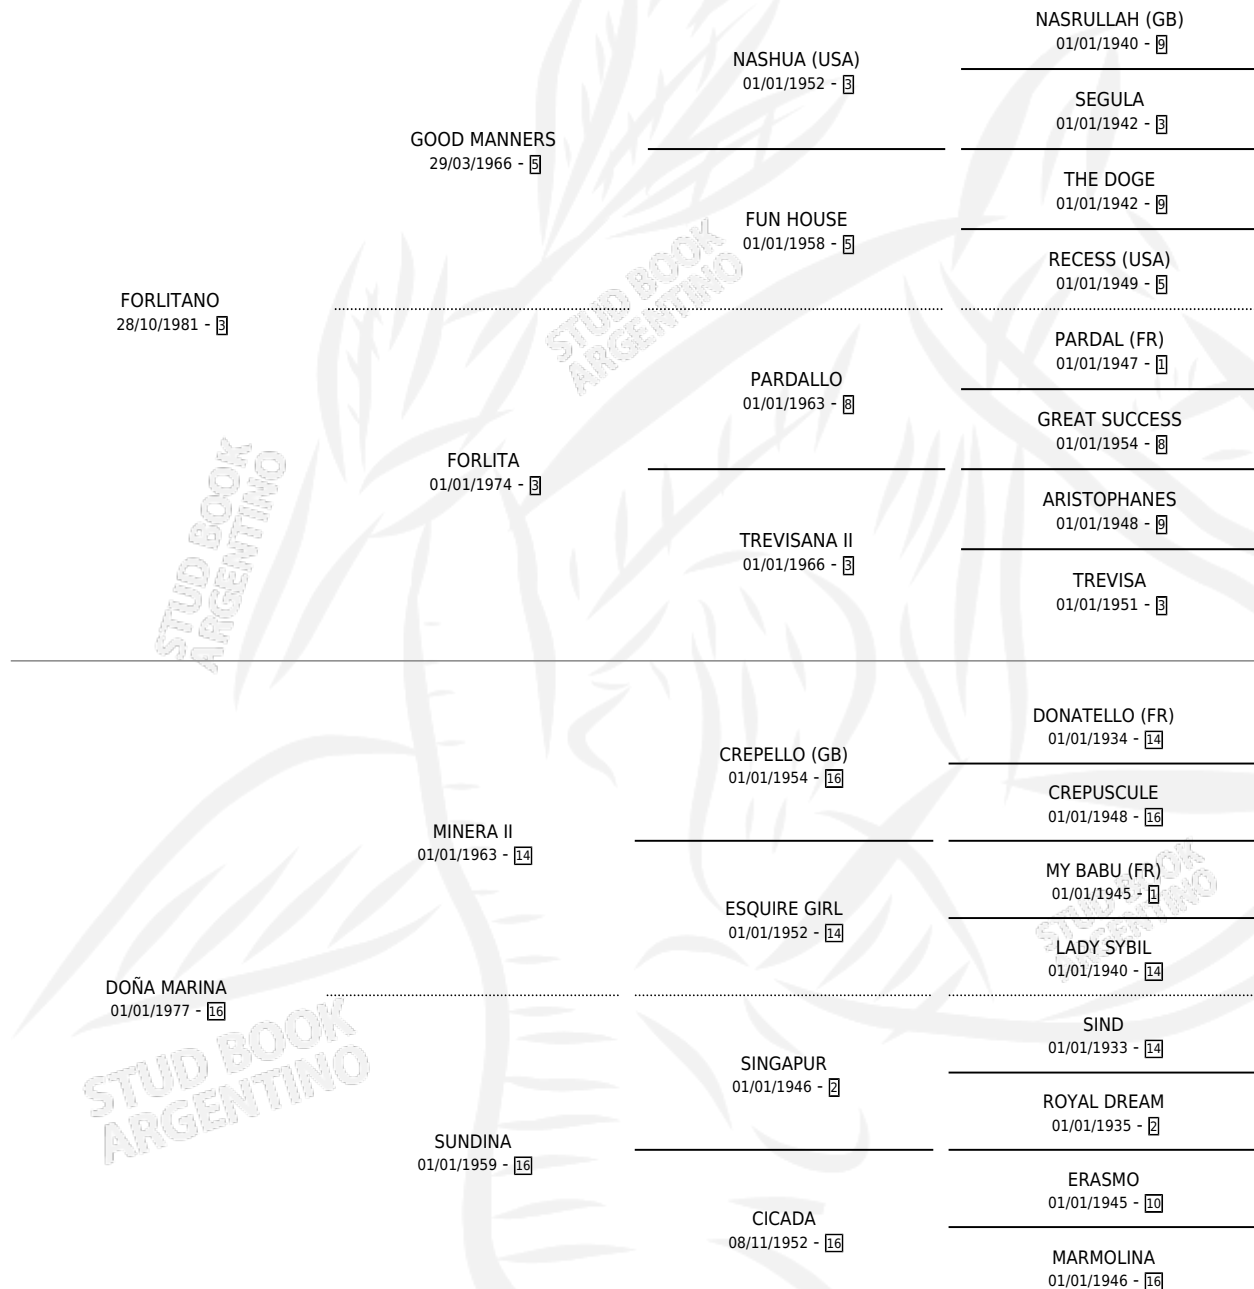 NASRULLAH (GB)
01/01/1940 - 9
NASHUA (USA)
01/01/1952 - 3
SEGULA
01/01/1942 - 3
GOOD MANNERS
29/03/1966 - 5
THE DOGE
01/01/1942 - 9
FUN HOUSE
01/01/1958 - 5
RECESS (USA)
01/01/1949 - 5
FORLITANO
28/10/1981 - 3
PARDAL (FR)
01/01/1947 - 1
PARDALLO
01/01/1963 - 8
GREAT SUCCESS
01/01/1954 - 8
FORLITA
01/01/1974 - 3
ARISTOPHANES
01/01/1948 - 9
TREVISANA II
01/01/1966 - 3
TREVISA
01/01/1951 - 3
DONATELLO (FR)
01/01/1934 - 14
CREPELLO (GB)
01/01/1954 - 16
CREPUSCULE
01/01/1948 - 16
MINERA II
01/01/1963 - 14
MY BABU (FR)
01/01/1945 - 1
ESQUIRE GIRL
01/01/1952 - 14
LADY SYBIL
01/01/1940 - 14
DOÑA MARINA
01/01/1977 - 16
SIND
01/01/1933 - 14
SINGAPUR
01/01/1946 - 2
ROYAL DREAM
01/01/1935 - 2
SUNDINA
01/01/1959 - 16
ERASMO
01/01/1945 - 10
CICADA
08/11/1952 - 16
MARMOLINA
01/01/1946 - 16
STUD BOOK
ARGENTINO
STUD BOOK
ARGENTINO
STUD BOOK
ARGENTINO
STUD BOOK
ARGENTINO